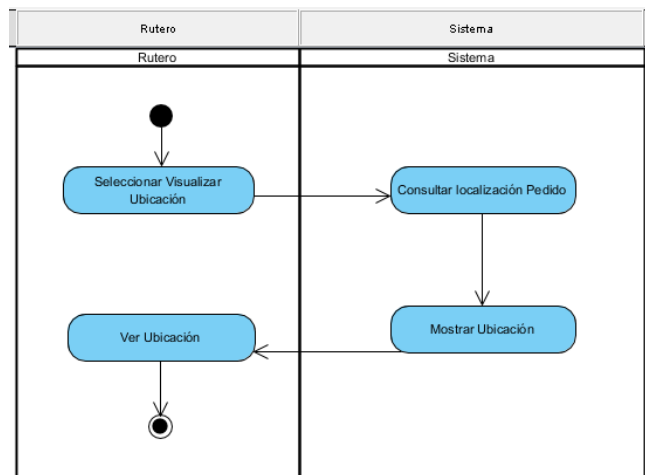 Rutero
Sistema
Rutero
Sistema
Seleccionar Visualizar
Ubicación
Consultar localización Pedido
Ver Ubicación
Mostrar Ubicación